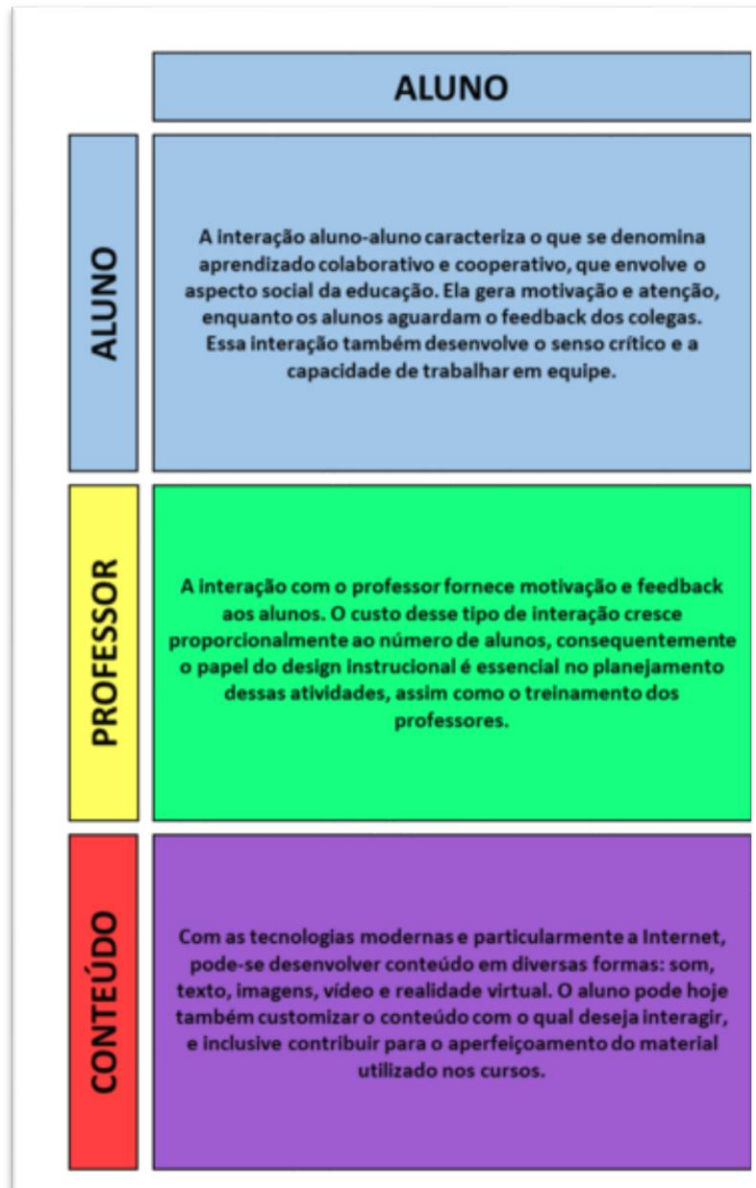 ALUNO
ALUNO
A interação aluno-aluno caracteriza o que se denomina
aprendizado colaborativo e cooperativo, que envolve o
aspecto social da educação. Ela gera motivação e atenção,
enquanto os alunos aguardam o feedback dos colegas.
Essa interação também desenvolve o senso crítico e a
capacidade de trabalhar em equipe.
PROFESSOR
A interação com o professor fornece motivação e feedback
aos alunos. O custo desse tipo de interação cresce
proporcionalmente ao número de alunos, consequentemente
o papel do design instrucional é essencial no planejamento
dessas atividades, assim como o treinamento dos
professores.
CONTEÚDO
Com as tecnologias modernas e particularmente a Internet,
pode-se desenvolver conteúdo em diversas formas: som,
texto, imagens, vídeo e realidade virtual. O aluno pode hoje
também customizar o conteúdo com o qual deseja interagir,
e inclusive contribuir para o aperfeiçoamento do material
utilizado nos cursos.